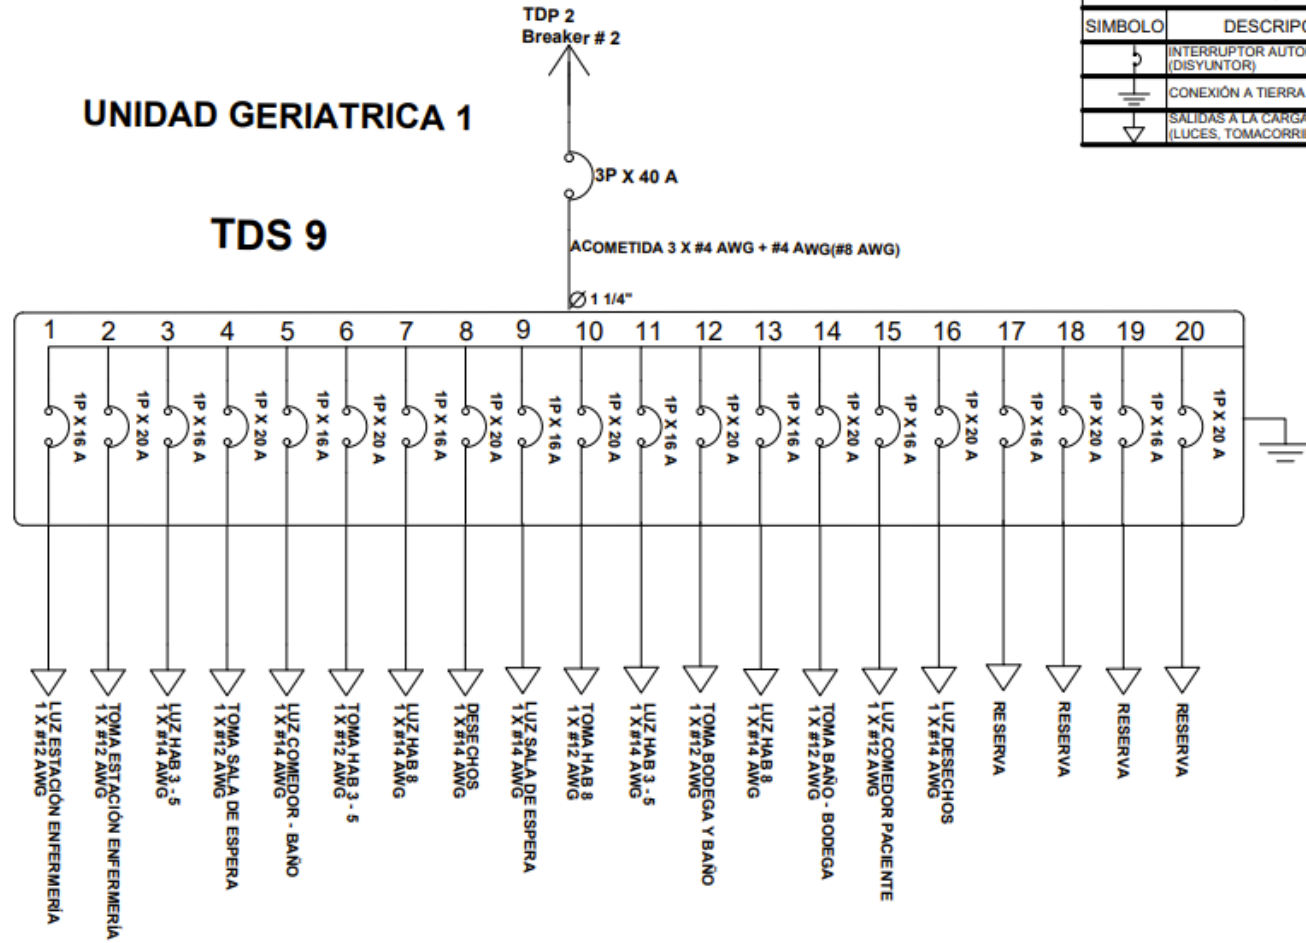 TDP 2
Breaker # 2
SIMBOLO
INTERRUPTOR
(DISYUNTOR)
CONEXIÓN A TIERRA
SALIDAS A LA
(LUCES,
UNIDAD GERIATRICA 1
3P X 40 A
TDS 9
ACOMETIDA 3 X #4 AWG + #4 AWG(#8 AWG)
Ø 1 1/4"
1 2 3 4 5 6 7 8 9 10 11 12 13 14 15 16 17 18 19 20
1P X 16 A
1P X 20 A
1P X 16 A
1P X 20 A
1P X 16 A
1P X 20 A
1P X 16 A
1P X 20 A
1P X 16 A
1P X 20 A
1P X 16 A
1P X 20 A
1P X 16 A
1P X 20 A
1P X 16 A
1P X 20 A
1P X 16 A
1P X 20 A
1P X 16 A
1P X 20 A
LUZ ESTACIÓN ENFERMERÍA
1 X #12 AWG
TOMA ESTACIÓN ENFERMERÍA
1 X #12 AWG
LUZ HAB 3 - 5
1 X #14 AWG
TOMA SALA DE ESPERA
1 X #12 AWG
LUZ COMEDOR - BAÑO
1 X #14 AWG
TOMA HAB 3 - 5
1 X #12 AWG
LUZ HAB 8
1 X #14 AWG
DESECHOS
1 X #14 AWG
LUZ SALA DE ESPERA
1 X #14 AWG
TOMA HAB 8
1 X #12 AWG
LUZ HAB 3 - 5
1 X #14 AWG
TOMA BODEGA Y BAÑO
1 X #12 AWG
LUZ HAB 8
1 X #14 AWG
TOMA BAÑO - BODEGA
1 X #12 AWG
LUZ COMEDOR PACIENTE
1 X #12 AWG
LUZ DESECHOS
1 X #14 AWG
RESERVA
RESERVA
RESERVA
RESERVA